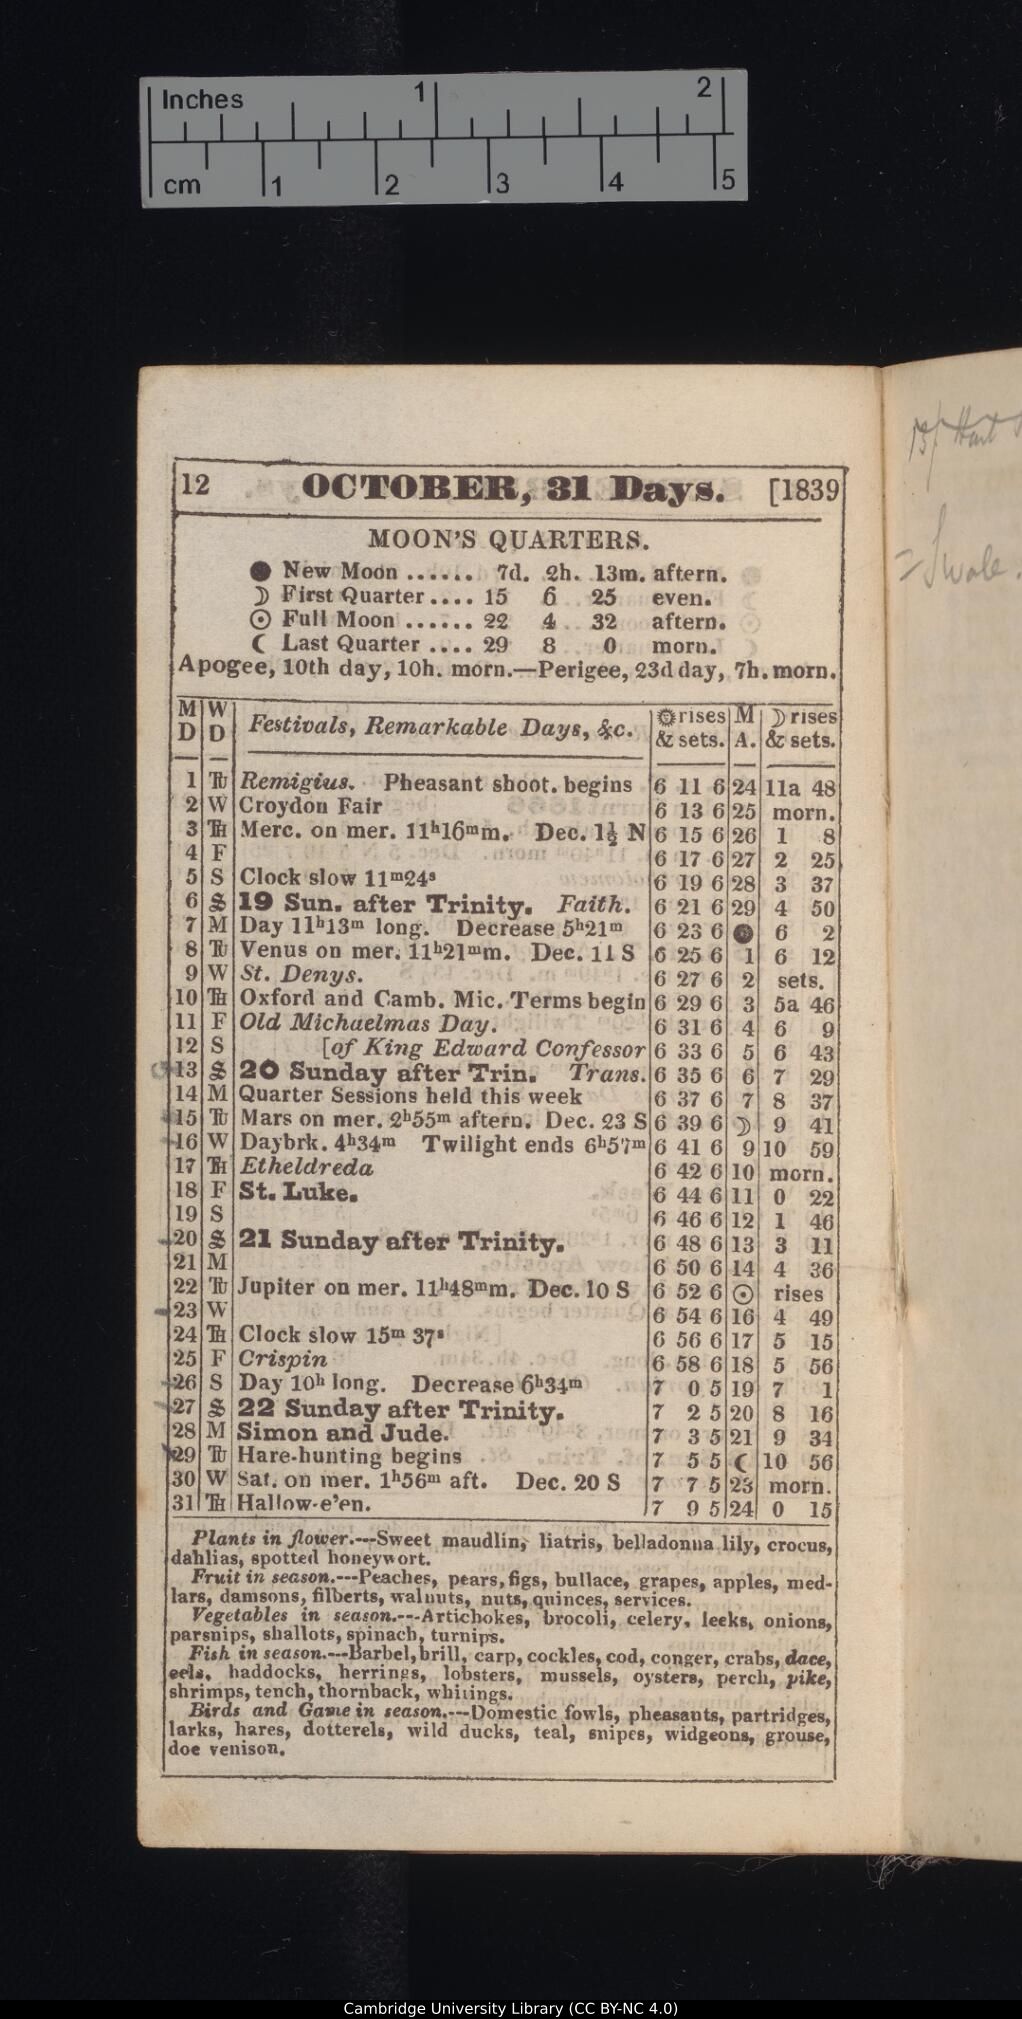 Inches 1 2
cm 1 2 3 4 5
12 OCTOBER, 31 Days. [1839
MOON'S QUARTERS.
● New Moon ...... 7d. 2h. 13m. aftern.
☽ First Quarter .... 15 6 25 even.
☉ Full Moon ...... 22 4 32 aftern.
☾ Last Quarter .... 29 8 0 morn.
Apogee, 10th day, 10h. morn.—Perigee, 23d day, 7h. morn.
M D W D Festivals, Remarkable Days, &c. ☼ rises & sets. M A. ☽ rises & sets.
1 Tu Remigius. Pheasant shoot. begins 6 11 6 24 11a 48
2 W Croydon Fair 6 13 6 25 morn.
3 Th Merc. on mer. 11h16mm. Dec. 1½ N 6 15 6 26 1 8
4 F 6 17 6 27 2 25
5 S Clock slow 11m24s 6 19 6 28 3 37
6 S 19 Sun. after Trinity. Faith. 6 21 6 29 4 50
7 M Day 11h13m long. Decrease 5h21m 6 23 6 ● 6 2
8 Tu Venus on mer. 11h21mm. Dec. 11 S 6 25 6 1 6 12
9 W St. Denys. 6 27 6 2 sets.
10 Th Oxford and Camb. Mic. Terms begin 6 29 6 3 5a 46
11 F Old Michaelmas Day. 6 31 6 4 6 9
12 S [of King Edward Confessor 6 33 6 5 6 43
13 S 20 Sunday after Trin. Trans. 6 35 6 6 7 29
14 M Quarter Sessions held this week 6 37 6 7 8 37
15 Tu Mars on mer. 2h55m aftern. Dec. 23 S 6 39 6 ☽ 9 41
16 W Daybrk. 4h34m Twilight ends 6h57m 6 41 6 9 10 59
17 Th Etheldreda 6 42 6 10 morn.
18 F St. Luke. 6 44 6 11 0 22
19 S 6 46 6 12 1 46
20 S 21 Sunday after Trinity. 6 48 6 13 3 11
21 M 6 50 6 14 4 36
22 Tu Jupiter on mer. 11h48mm. Dec. 10 S 6 52 6 ☉ rises
23 W 6 54 6 16 4 49
24 Th Clock slow 15m 37s 6 56 6 17 5 15
25 F Crispin 6 58 6 18 5 56
26 S Day 10h long. Decrease 6h34m 7 0 5 19 7 1
27 S 22 Sunday after Trinity. 7 2 5 20 8 16
28 M Simon and Jude. 7 3 5 21 9 34
29 Tu Hare-hunting begins 7 5 5 ☾ 10 56
30 W Sat. on mer. 1h56m aft. Dec. 20 S 7 7 5 23 morn.
31 Th Hallow-e'en. 7 9 5 24 0 15
Plants in flower.---Sweet maudlin, liatris, belladonna lily, crocus,
dahlias, spotted honeywort.
Fruit in season.---Peaches, pears, figs, bullace, grapes, apples, med-
lars, damsons, filberts, walnuts, nuts, quinces, services.
Vegetables in season.---Artichokes, brocoli, celery, leeks, onions,
parsnips, shallots, spinach, turnips.
Fish in season.---Barbel, brill, carp, cockles, cod, conger, crabs, dace,
eels, haddocks, herrings, lobsters, mussels, oysters, perch, pike,
shrimps, tench, thornback, whitings.
Birds and Game in season.---Domestic fowls, pheasants, partridges,
larks, hares, dotterels, wild ducks, teal, snipes, widgeons, grouse,
doe venison.
Cambridge University Library (CC BY-NC 4.0)